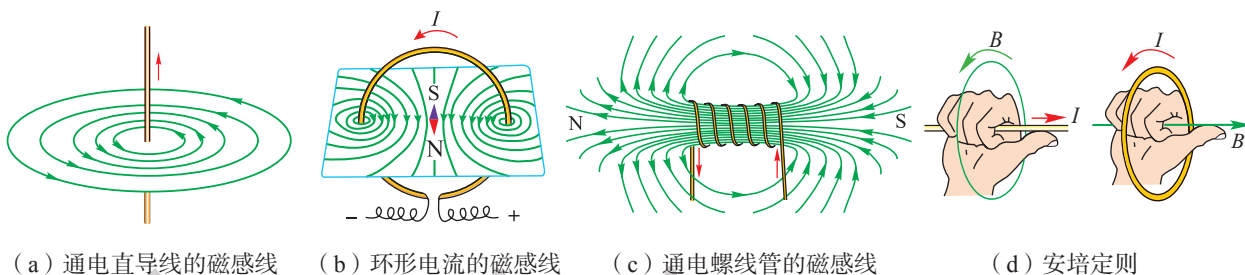 I
S
N
− +
N
S
B
I
I
B
（a）通电直导线的磁感线
（b）环形电流的磁感线
（c）通电螺线管的磁感线
（d）安培定则